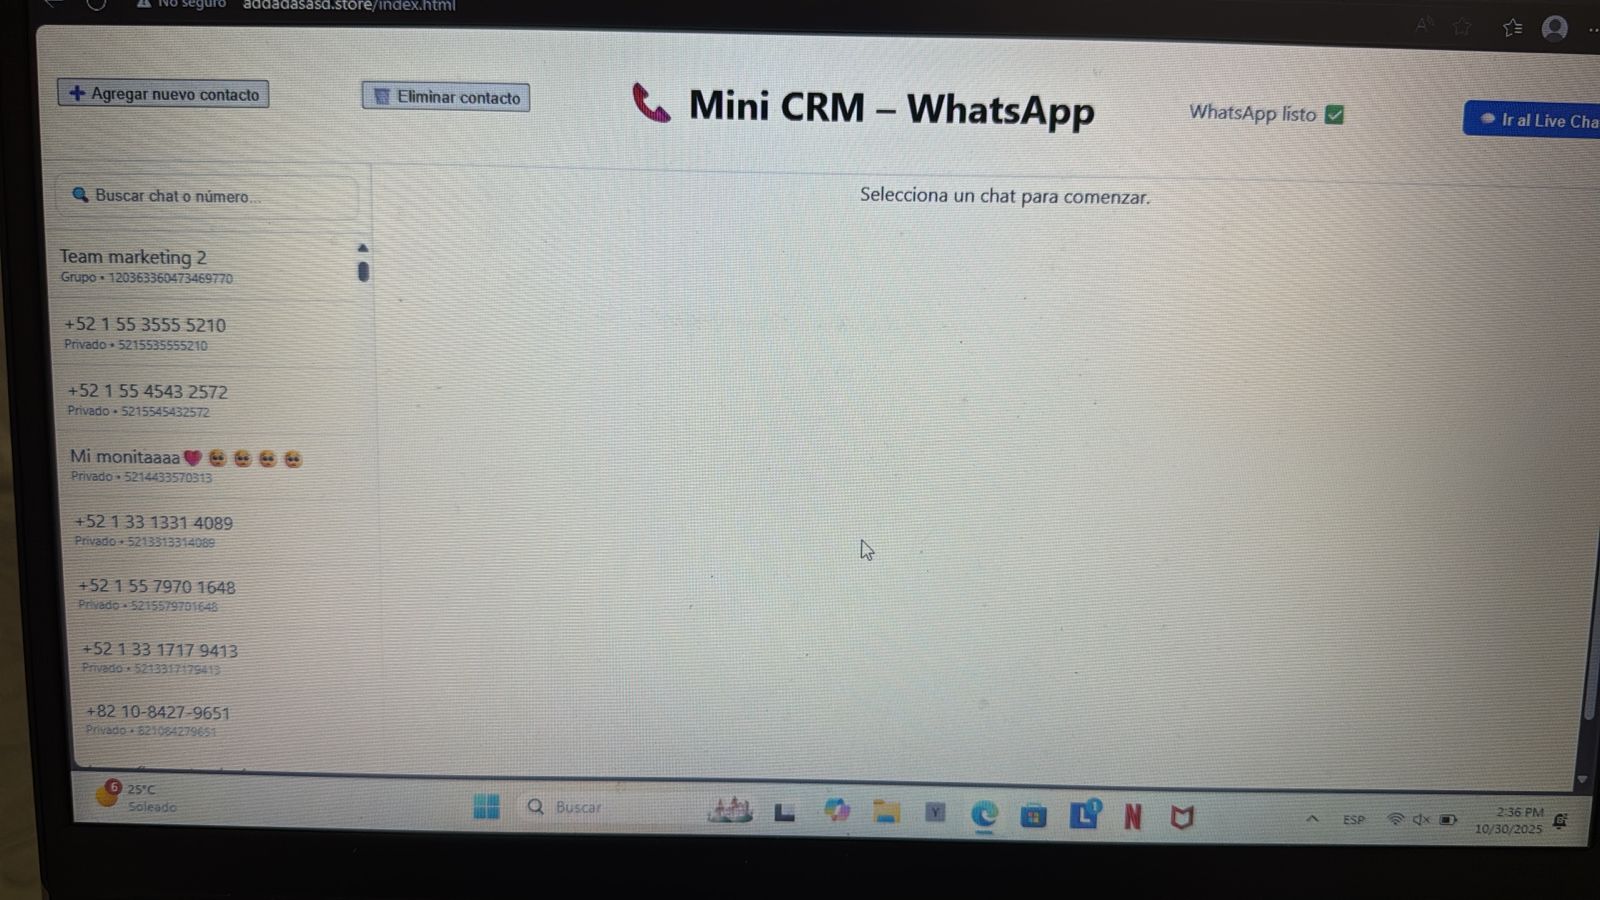 No seguro addadasasd.store/index.html
Agregar nuevo contacto
Eliminar contacto
Mini CRM – WhatsApp
WhatsApp listo
Ir al Live Cha
Buscar chat o número...
Selecciona un chat para comenzar.
Team marketing 2
Grupo • 120363360473469770
+52 1 55 3555 5210
Privado • 5215535555210
+52 1 55 4543 2572
Privado • 5215545432572
Mi monitaaaa
Privado • 5214433570313
+52 1 33 1331 4089
Privado • 5213313314089
+52 1 55 7970 1648
Privado • 5215579701648
+52 1 33 1717 9413
Privado • 5213317179413
+82 10-8427-9651
Privado • 821084279651
6
25°C
Soleado
Buscar
1
ESP
2:36 PM
10/30/2025